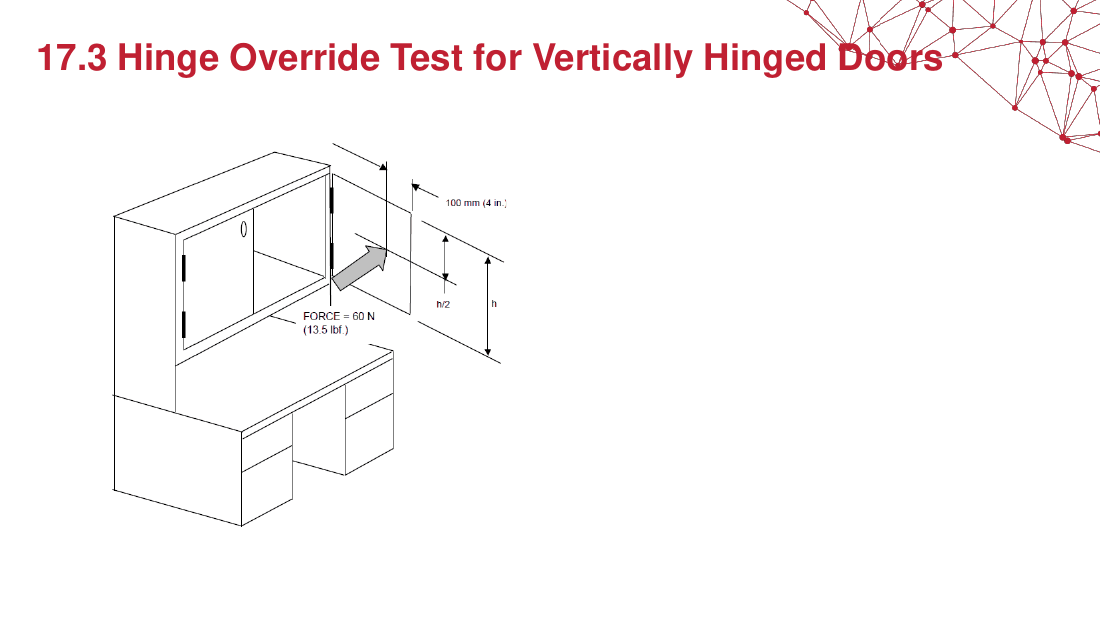 17.3 Hinge Override Test for Vertically Hinged Doors
100 mm (4 in.)
h/2
h
FORCE = 60 N
(13.5 lbf.)